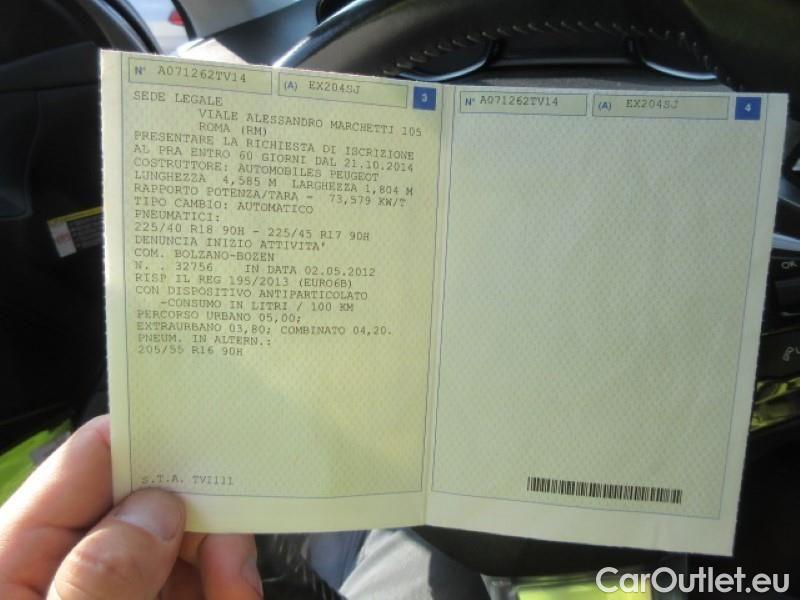 N° A071262TV14
(A) EX204SJ
3
SEDE LEGALE
VIALE ALESSANDRO MARCHETTI 105
ROMA (RM)
PRESENTARE LA RICHIESTA DI ISCRIZIONE
AL PRA ENTRO 60 GIORNI DAL 21.10.2014
COSTRUTTORE: AUTOMOBILES PEUGEOT
LUNGHEZZA 4,585 M LARGHEZZA 1,804 M
RAPPORTO POTENZA/TARA = 73,579 KW/T
TIPO CAMBIO: AUTOMATICO
PNEUMATICI:
225/40 R18 90H - 225/45 R17 90H
DENUNCIA INIZIO ATTIVITA'
COM. BOLZANO-BOZEN
N. . 32756 IN DATA 02.05.2012
RISP IL REG 195/2013 (EURO6B)
CON DISPOSITIVO ANTIPARTICOLATO
-CONSUMO IN LITRI / 100 KM
PERCORSO URBANO 05,00;
EXTRAURBANO 03,80; COMBINATO 04,20.
PNEUM. IN ALTERN.:
205/55 R16 90H
S.T.A. TVI111
N° A071262TV14
(A) EX204SJ
4
OK
CarOutlet.eu